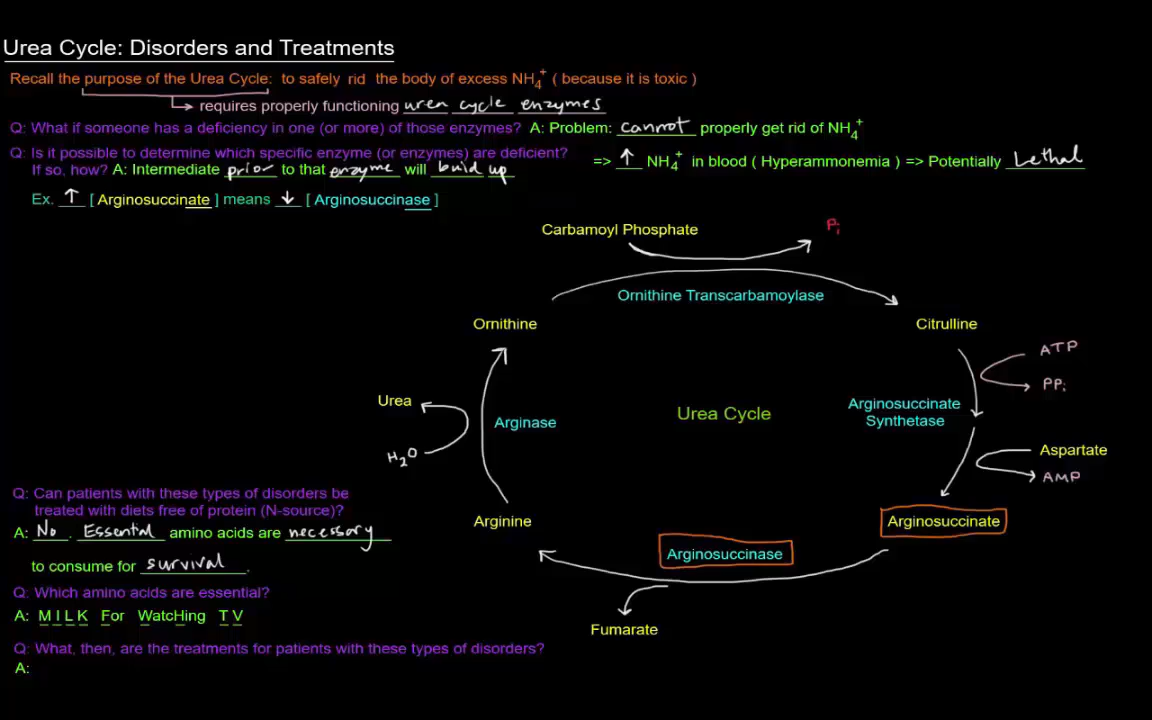 Urea Cycle: Disorders and Treatments
Recall the purpose of the Urea Cycle: to safely rid the body of excess NH4+ ( because it is toxic )
requires properly functioning urea cycle enzymes
Q: What if someone has a deficiency in one (or more) of those enzymes? A: Problem: cannot properly get rid of NH4+
Q: Is it possible to determine which specific enzyme (or enzymes) are deficient?
=> ↑ NH4+ in blood ( Hyperammonemia ) => Potentially Lethal
If so, how? A: Intermediate prior to that enzyme will build up
Ex. ↑ [ Arginosuccinate ] means ↓ [ Arginosuccinase ]
Carbamoyl Phosphate
Pi
Ornithine Transcarbamoylase
Ornithine
Citrulline
ATP
PPi
Urea
Arginase
Urea Cycle
Arginosuccinate
Synthetase
H2O
Aspartate
AMP
Q: Can patients with these types of disorders be
treated with diets free of protein (N-source)?
A: No. Essential amino acids are necessary
to consume for survival.
Arginine
Arginosuccinate
Arginosuccinase
Fumarate
Q: Which amino acids are essential?
A: M I L K For WatcHing T V
Q: What, then, are the treatments for patients with these types of disorders?
A: